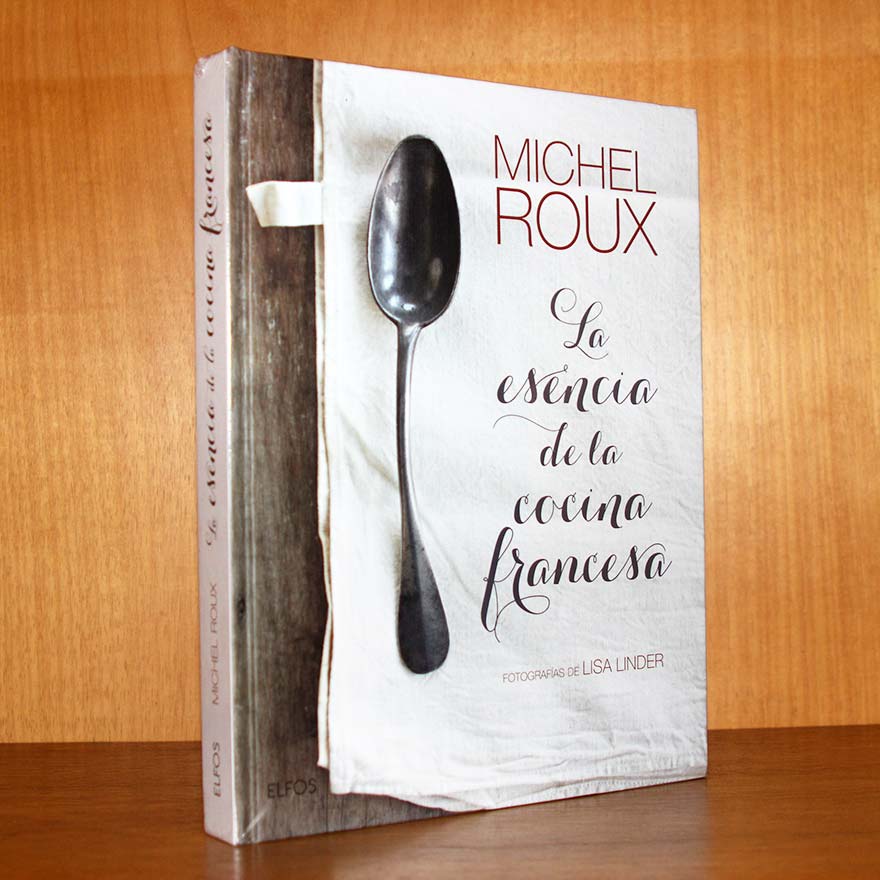 MICHEL
ROUX
La
esencia
de la
cocina
francesa
FOTOGRAFÍAS DE LISA LINDER
ELFOS
ELFOS MICHEL ROUX La esencia de la cocina francesa